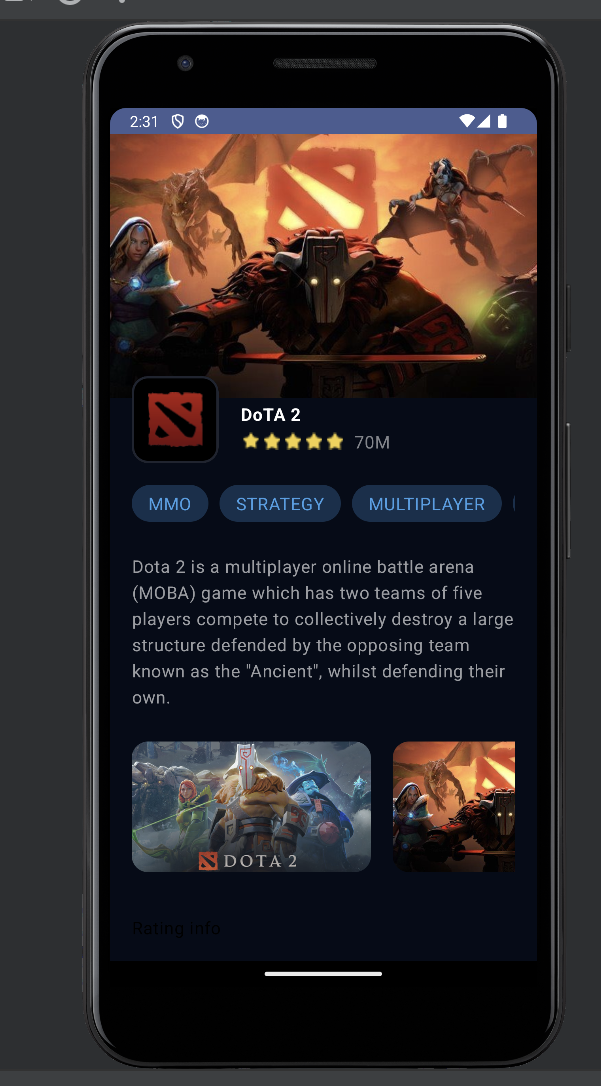 2:31
DoTA 2
70M
MMO
STRATEGY
MULTIPLAYER
Dota 2 is a multiplayer online battle arena
(MOBA) game which has two teams of five
players compete to collectively destroy a large
structure defended by the opposing team
known as the "Ancient", whilst defending their
own.
DOTA 2
Rating Info